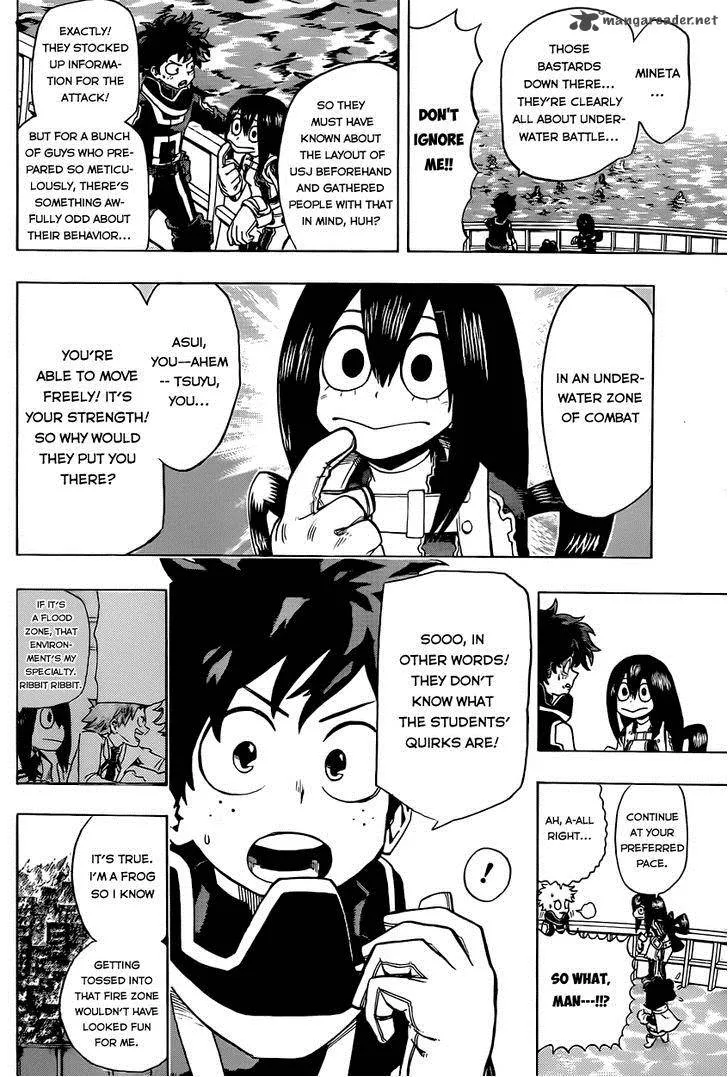 mangareader.net
MINETA
...
THOSE
BASTARDS
DOWN THERE...
THEY'RE CLEARLY
ALL ABOUT UNDER-
WATER BATTLE...
DON'T
IGNORE
ME!!
SO THEY
MUST HAVE
KNOWN ABOUT
THE LAYOUT OF
USJ BEFOREHAND
AND GATHERED
PEOPLE WITH THAT
IN MIND, HUH?
EXACTLY!
THEY STOCKED
UP INFORMA-
TION FOR THE
ATTACK!
BUT FOR A BUNCH
OF GUYS WHO PRE-
PARED SO METICU-
LOUSLY, THERE'S
SOMETHING AW-
FULLY ODD ABOUT
THEIR BEHAVIOR...
IN AN UNDER-
WATER ZONE
OF COMBAT
ASUI,
YOU--AHEM
-- TSUYU,
YOU...
YOU'RE
ABLE TO MOVE
FREELY! IT'S
YOUR STRENGTH!
SO WHY WOULD
THEY PUT YOU
THERE?
CONTINUE
AT YOUR
PREFERRED
PACE.
AH, A-ALL
RIGHT...
SO WHAT,
MAN---!!?
SOOO, IN
OTHER WORDS!
THEY DON'T
KNOW WHAT
THE STUDENTS'
QUIRKS ARE!
!
IF IT'S
A FLOOD
ZONE, THAT
ENVIRON-
MENT'S MY
SPECIALTY.
RIBBIT RIBBIT.
IT'S TRUE.
I'M A FROG
SO I KNOW
GETTING
TOSSED INTO
THAT FIRE ZONE
WOULDN'T HAVE
LOOKED FUN
FOR ME.